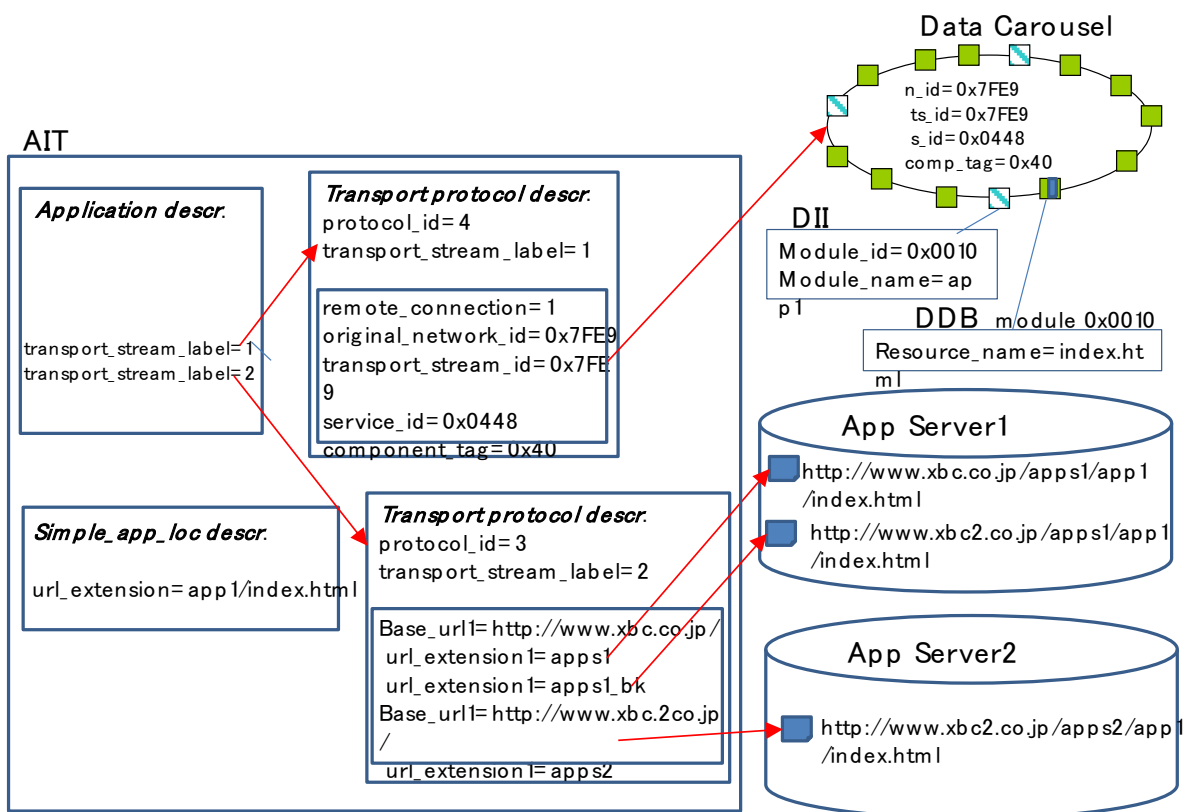 Data Carousel
n_id=0x7FE9
ts_id=0x7FE9
s_id=0x0448
comp_tag=0x40
AIT
Application descr.
transport_stream_label=1
transport_stream_label=2
Transport protocol descr.
protocol_id=4
transport_stream_label=1
remote_connection=1
original_network_id=0x7FE9
transport_stream_id=0x7FE
9
service_id=0x0448
component_tag=0x40
DII
Module_id=0x0010
Module_name=ap
p1
DDB module 0x0010
Resource_name=index.ht
ml
Simple_app_loc descr.
url_extension=app1/index.html
Transport protocol descr.
protocol_id=3
transport_stream_label=2
Base_url1=http://www.xbc.co.jp/
url_extension1=apps1
url_extension1=apps1_bk
Base_url1=http://www.xbc.2co.jp
/
url_extension1=apps2
App Server1
http://www.xbc.co.jp/apps1/app1
/index.html
http://www.xbc2.co.jp/apps1/app1
/index.html
App Server2
http://www.xbc2.co.jp/apps2/app1
/index.html